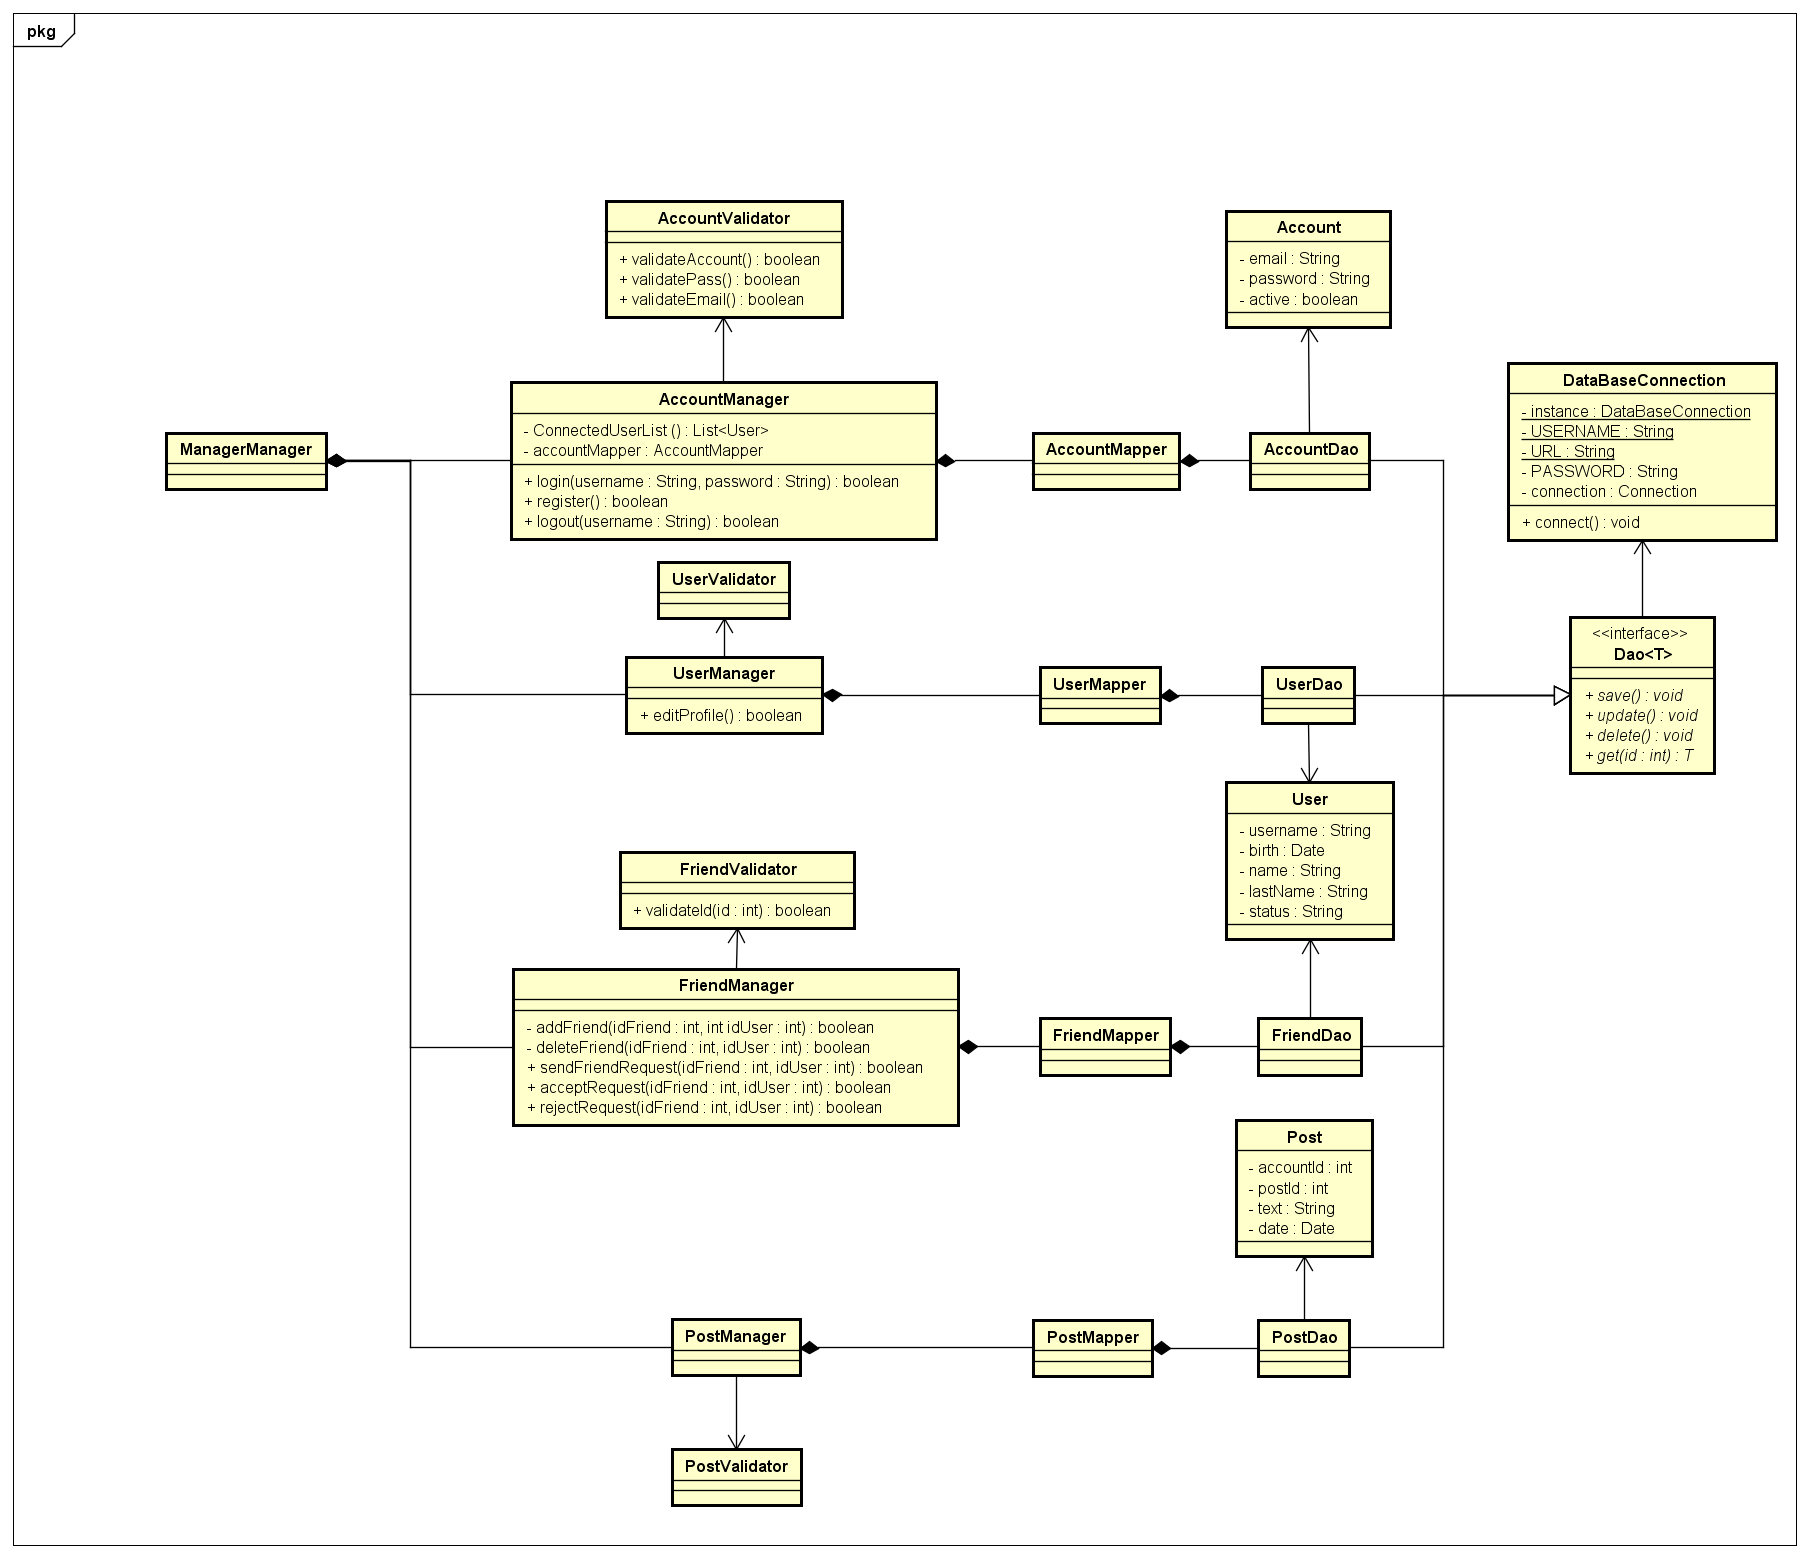 pkg
AccountValidator
+ validateAccount() : boolean
+ validatePass() : boolean
+ validateEmail() : boolean
Account
- email : String
- password : String
- active : boolean
DataBaseConnection
- instance : DataBaseConnection
- USERNAME : String
- URL : String
- PASSWORD : String
- connection : Connection
+ connect() : void
ManagerManager
AccountManager
- ConnectedUserList () : List<User>
- accountMapper : AccountMapper
+ login(username : String, password : String) : boolean
+ register() : boolean
+ logout(username : String) : boolean
AccountMapper
AccountDao
UserValidator
UserManager
+ editProfile() : boolean
UserMapper
UserDao
<<interface>>
Dao<T>
+ save() : void
+ update() : void
+ delete() : void
+ get(id : int) : T
User
- username : String
- birth : Date
- name : String
- lastName : String
- status : String
FriendValidator
+ validateId(id : int) : boolean
FriendManager
- addFriend(idFriend : int, int idUser : int) : boolean
- deleteFriend(idFriend : int, idUser : int) : boolean
+ sendFriendRequest(idFriend : int, idUser : int) : boolean
+ acceptRequest(idFriend : int, idUser : int) : boolean
+ rejectRequest(idFriend : int, idUser : int) : boolean
FriendMapper
FriendDao
Post
- accountId : int
- postId : int
- text : String
- date : Date
PostManager
PostMapper
PostDao
PostValidator